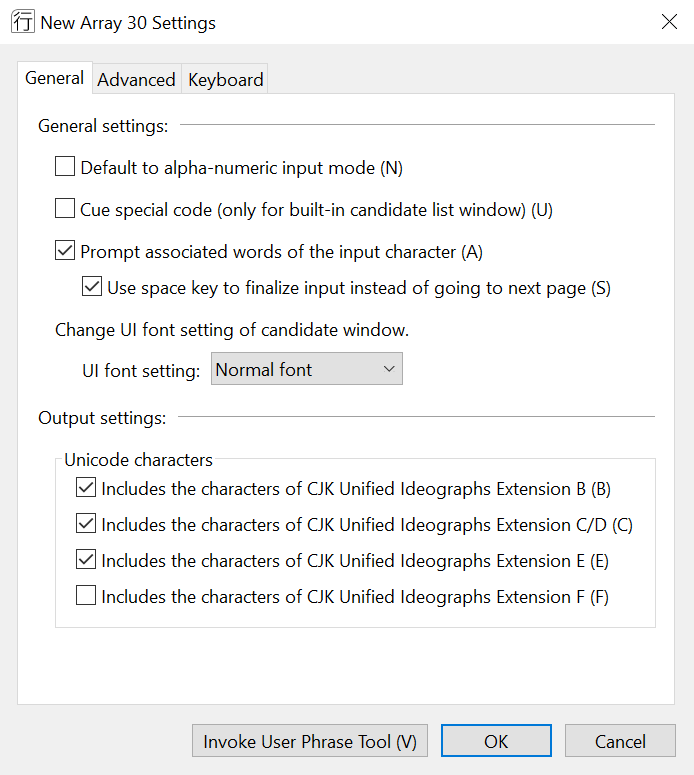 行 New Array 30 Settings
General Advanced Keyboard
General settings:
Default to alpha-numeric input mode (N)
Cue special code (only for built-in candidate list window) (U)
Prompt associated words of the input character (A)
Use space key to finalize input instead of going to next page (S)
Change UI font setting of candidate window.
UI font setting: Normal font
Output settings:
Unicode characters
Includes the characters of CJK Unified Ideographs Extension B (B)
Includes the characters of CJK Unified Ideographs Extension C/D (C)
Includes the characters of CJK Unified Ideographs Extension E (E)
Includes the characters of CJK Unified Ideographs Extension F (F)
Invoke User Phrase Tool (V) OK Cancel